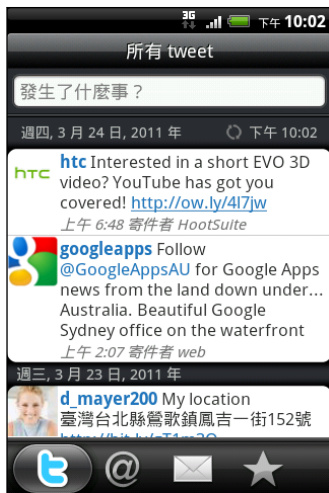 3G 下午 10:02
所有 tweet
發生了什麼事？
週四, 3 月 24 日, 2011 年 下午 10:02
hTC
htc Interested in a short EVO 3D
video? YouTube has got you
covered! http://ow.ly/4l7jw
上午 6:48 寄件者 HootSuite
googleapps Follow
@GoogleAppsAU for Google Apps
news from the land down under...
Australia. Beautiful Google
Sydney office on the waterfront
上午 2:07 寄件者 web
週三, 3 月 23 日, 2011 年
d_mayer200 My location
臺灣台北縣鶯歌鎮鳳吉一街152號